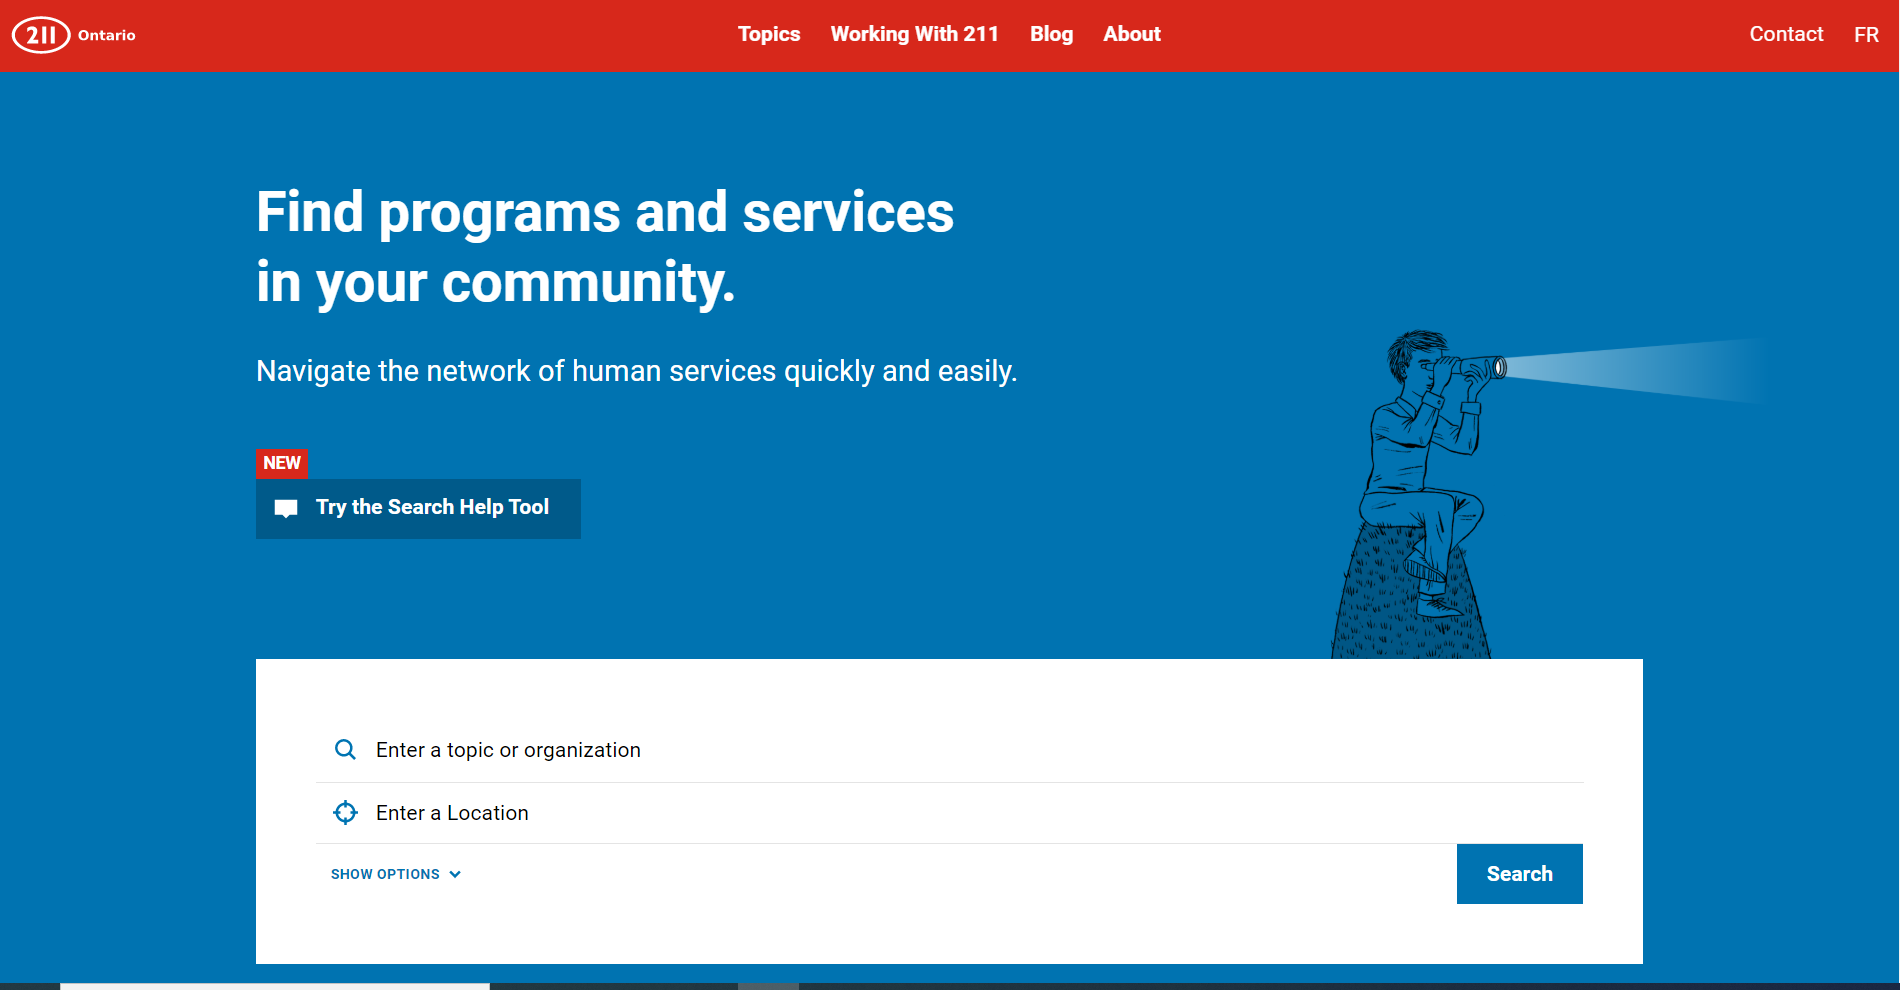 211 Ontario
Topics Working With 211 Blog About
Contact FR
Find programs and services
in your community.
Navigate the network of human services quickly and easily.
NEW
Try the Search Help Tool
Enter a topic or organization
Enter a Location
SHOW OPTIONS
Search